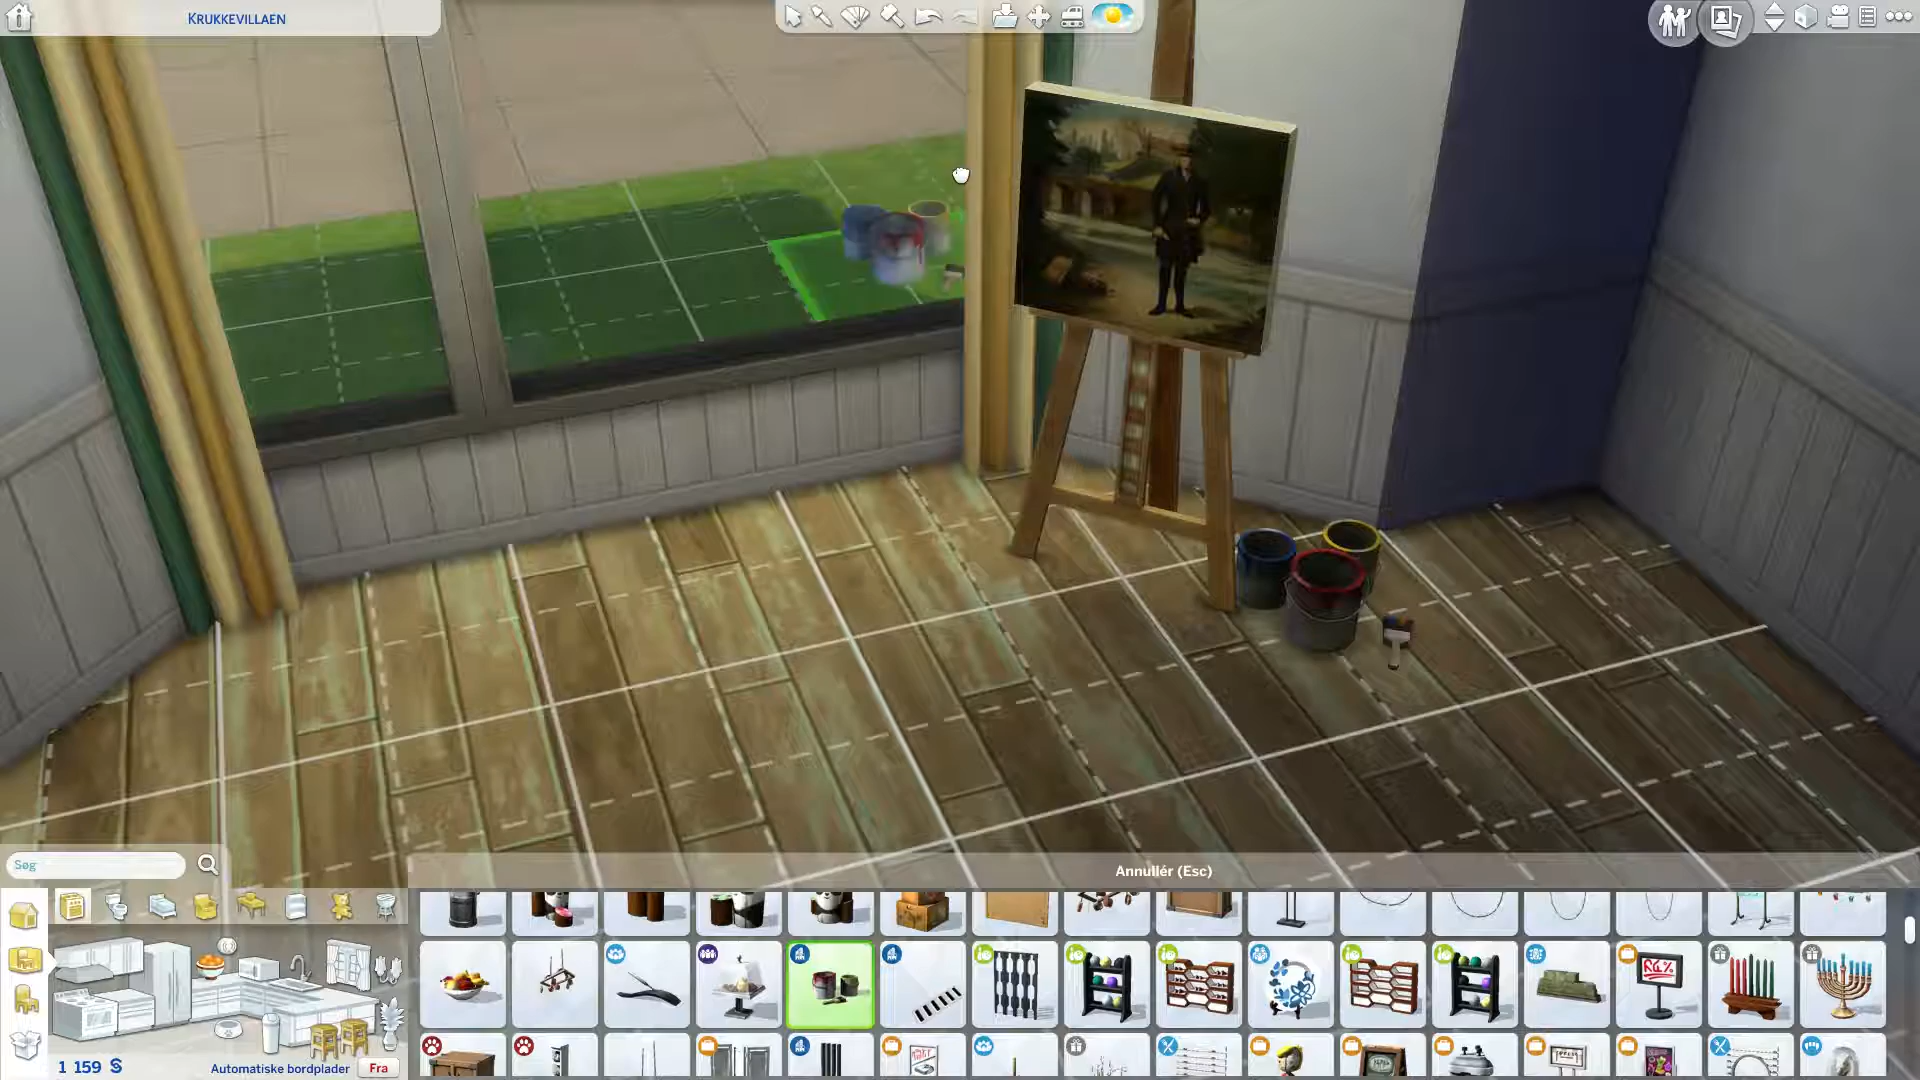 KRUKKEVILLAEN
Annullér (Esc)
Søg
1 159 S
Automatiske bordplader
Fra